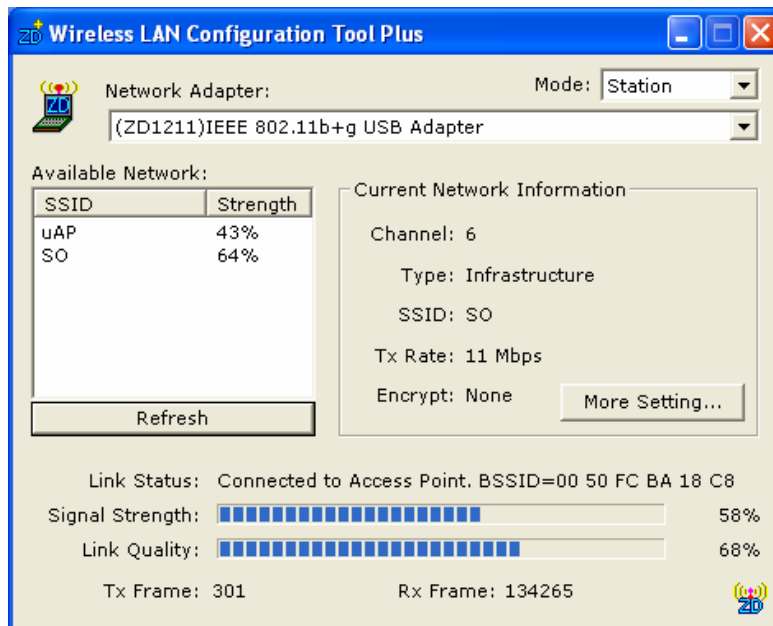 ZD Wireless LAN Configuration Tool Plus
ZD Network Adapter: Mode: Station
(ZD1211)IEEE 802.11b+g USB Adapter
Available Network:
SSID Strength
uAP 43%
SO 64%
Refresh
Current Network Information
Channel: 6
Type: Infrastructure
SSID: SO
Tx Rate: 11 Mbps
Encrypt: None More Setting...
Link Status: Connected to Access Point. BSSID=00 50 FC BA 18 C8
Signal Strength: 58%
Link Quality: 68%
Tx Frame: 301 Rx Frame: 134265 ZD